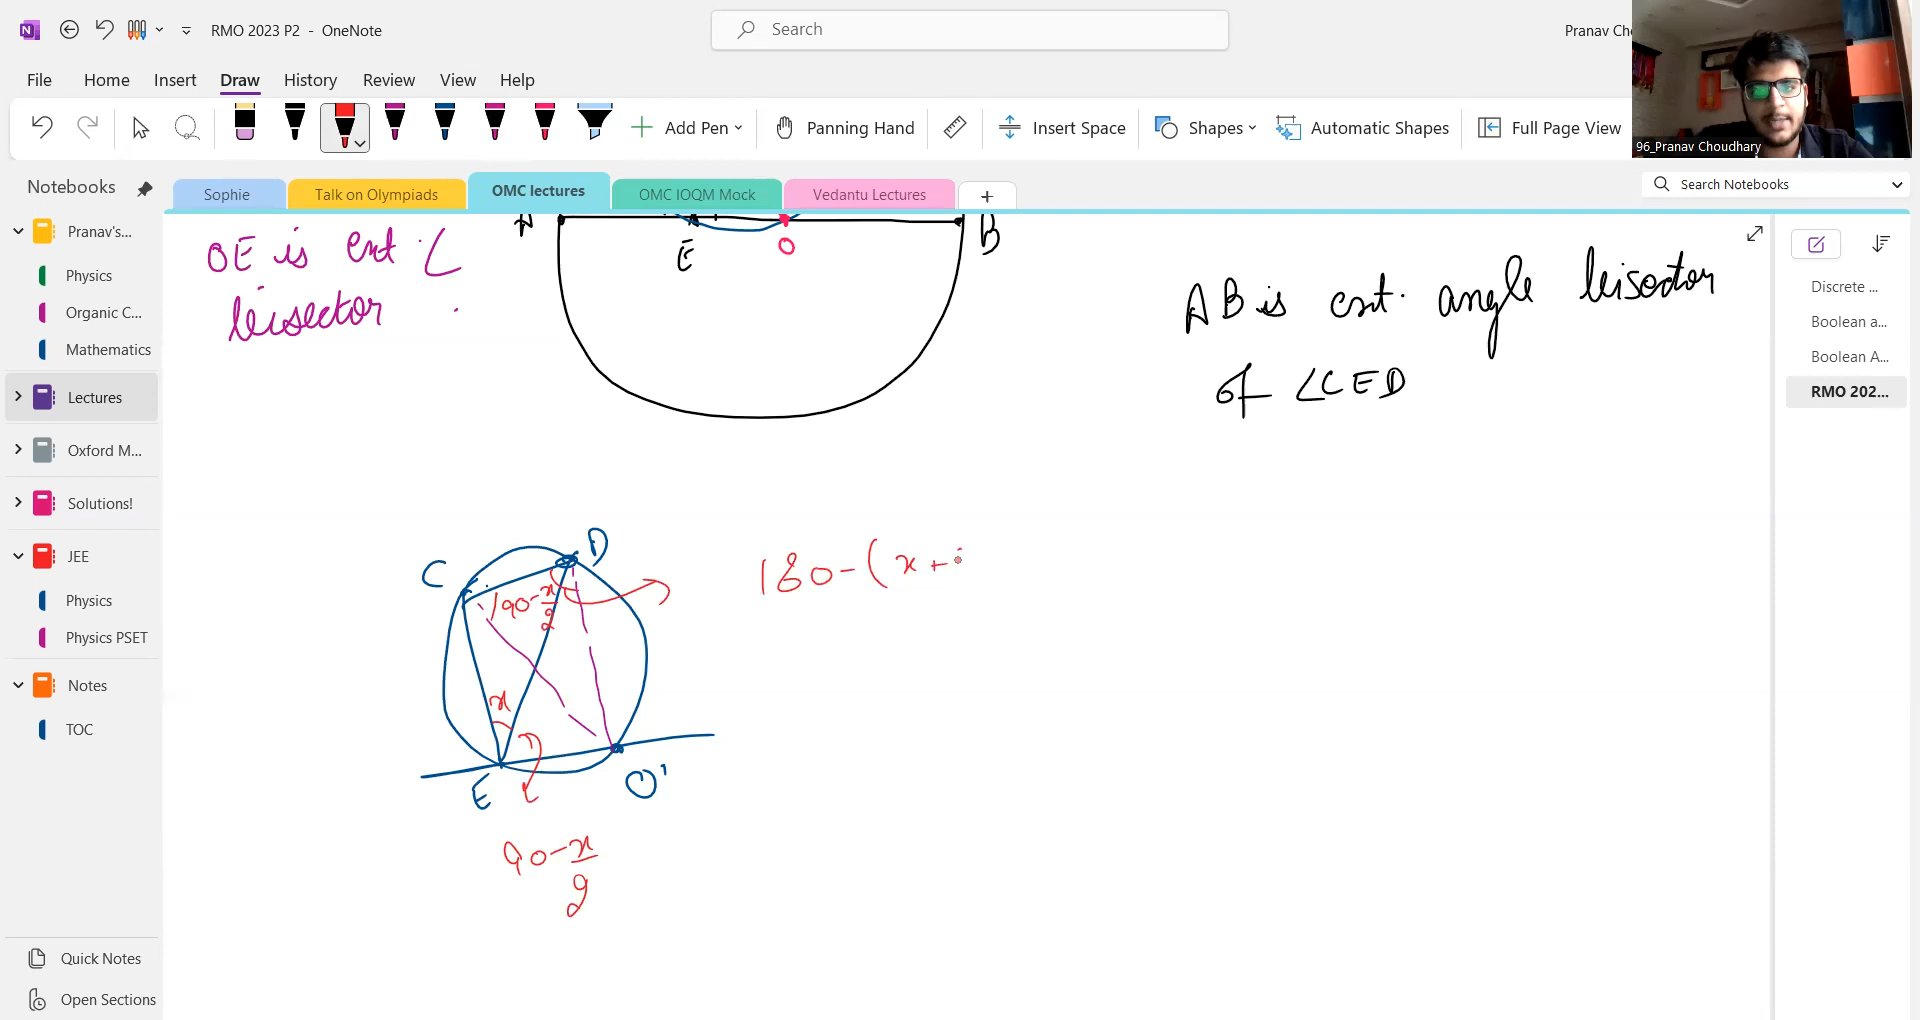 RMO 2023 P2 - OneNote
Search
Pranav Cho
File Home Insert Draw History Review View Help
Add Pen
Panning Hand
Insert Space
Shapes
Automatic Shapes
Full Page View
96_Pranav Choudhary
Notebooks
Sophie
Talk on Olympiads
OMC lectures
OMC IOQM Mock
Vedantu Lectures
Search Notebooks
Pranav's...
Physics
Organic C...
Mathematics
Lectures
Oxford M...
Solutions!
JEE
Physics
Physics PSET
Notes
TOC
Quick Notes
Open Sections
Discrete ...
Boolean a...
Boolean A...
RMO 202...
OE is ext ∠
bisector
A
E
O
B
AB is ext. angle bisector
of ∠CED
C
D
90-x/2
x
E
O'
90-x/2
180-(x+